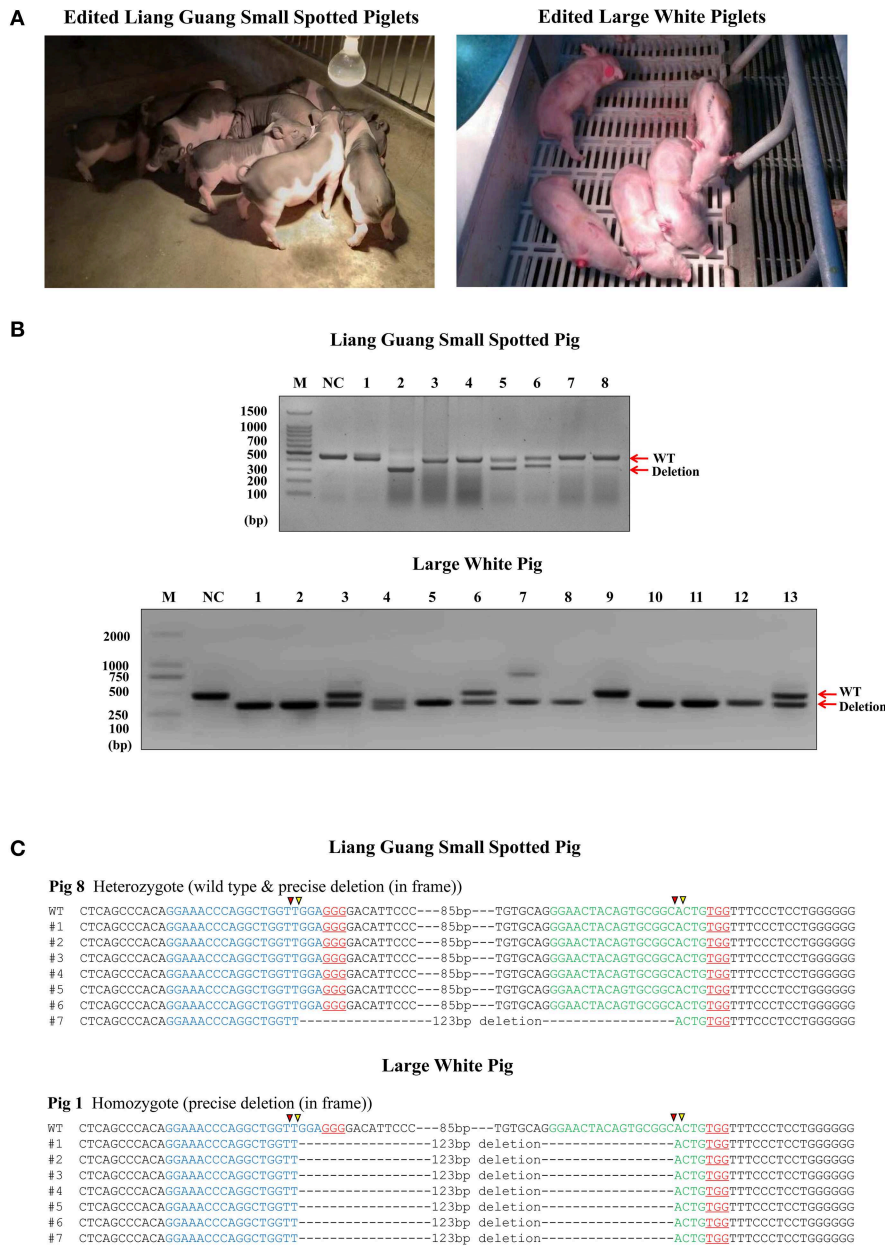 A
Edited Liang Guang Small Spotted Piglets
Edited Large White Piglets
B
Liang Guang Small Spotted Pig
M NC 1 2 3 4 5 6 7 8
1500
1000
700
500
300
200
100
(bp)
WT
Deletion
Large White Pig
M NC 1 2 3 4 5 6 7 8 9 10 11 12 13
2000
1000
750
500
250
100
(bp)
WT
Deletion
C
Liang Guang Small Spotted Pig
Pig 8 Heterozygote (wild type & precise deletion (in frame))
WT CTCAGCCCACAGGAAACCCAGGCTGGTTGGAGGGGACATTCCC---85bp---TGTGCAGGGAACTACAGTGCGGCACTGTGGTTTCCCTCCTGGGGGG
#1 CTCAGCCCACAGGAAACCCAGGCTGGTTGGAGGGGACATTCCC---85bp---TGTGCAGGGAACTACAGTGCGGCACTGTGGTTTCCCTCCTGGGGGG
#2 CTCAGCCCACAGGAAACCCAGGCTGGTTGGAGGGGACATTCCC---85bp---TGTGCAGGGAACTACAGTGCGGCACTGTGGTTTCCCTCCTGGGGGG
#3 CTCAGCCCACAGGAAACCCAGGCTGGTTGGAGGGGACATTCCC---85bp---TGTGCAGGGAACTACAGTGCGGCACTGTGGTTTCCCTCCTGGGGGG
#4 CTCAGCCCACAGGAAACCCAGGCTGGTTGGAGGGGACATTCCC---85bp---TGTGCAGGGAACTACAGTGCGGCACTGTGGTTTCCCTCCTGGGGGG
#5 CTCAGCCCACAGGAAACCCAGGCTGGTTGGAGGGGACATTCCC---85bp---TGTGCAGGGAACTACAGTGCGGCACTGTGGTTTCCCTCCTGGGGGG
#6 CTCAGCCCACAGGAAACCCAGGCTGGTTGGAGGGGACATTCCC---85bp---TGTGCAGGGAACTACAGTGCGGCACTGTGGTTTCCCTCCTGGGGGG
#7 CTCAGCCCACAGGAAACCCAGGCTGGTT-----------------123bp deletion-----------------ACTGTGGTTTCCCTCCTGGGGGG
Large White Pig
Pig 1 Homozygote (precise deletion (in frame))
WT CTCAGCCCACAGGAAACCCAGGCTGGTTGGAGGGGACATTCCC---85bp---TGTGCAGGGAACTACAGTGCGGCACTGTGGTTTCCCTCCTGGGGGG
#1 CTCAGCCCACAGGAAACCCAGGCTGGTT-----------------123bp deletion-----------------ACTGTGGTTTCCCTCCTGGGGGG
#2 CTCAGCCCACAGGAAACCCAGGCTGGTT-----------------123bp deletion-----------------ACTGTGGTTTCCCTCCTGGGGGG
#3 CTCAGCCCACAGGAAACCCAGGCTGGTT-----------------123bp deletion-----------------ACTGTGGTTTCCCTCCTGGGGGG
#4 CTCAGCCCACAGGAAACCCAGGCTGGTT-----------------123bp deletion-----------------ACTGTGGTTTCCCTCCTGGGGGG
#5 CTCAGCCCACAGGAAACCCAGGCTGGTT-----------------123bp deletion-----------------ACTGTGGTTTCCCTCCTGGGGGG
#6 CTCAGCCCACAGGAAACCCAGGCTGGTT-----------------123bp deletion-----------------ACTGTGGTTTCCCTCCTGGGGGG
#7 CTCAGCCCACAGGAAACCCAGGCTGGTT-----------------123bp deletion-----------------ACTGTGGTTTCCCTCCTGGGGGG